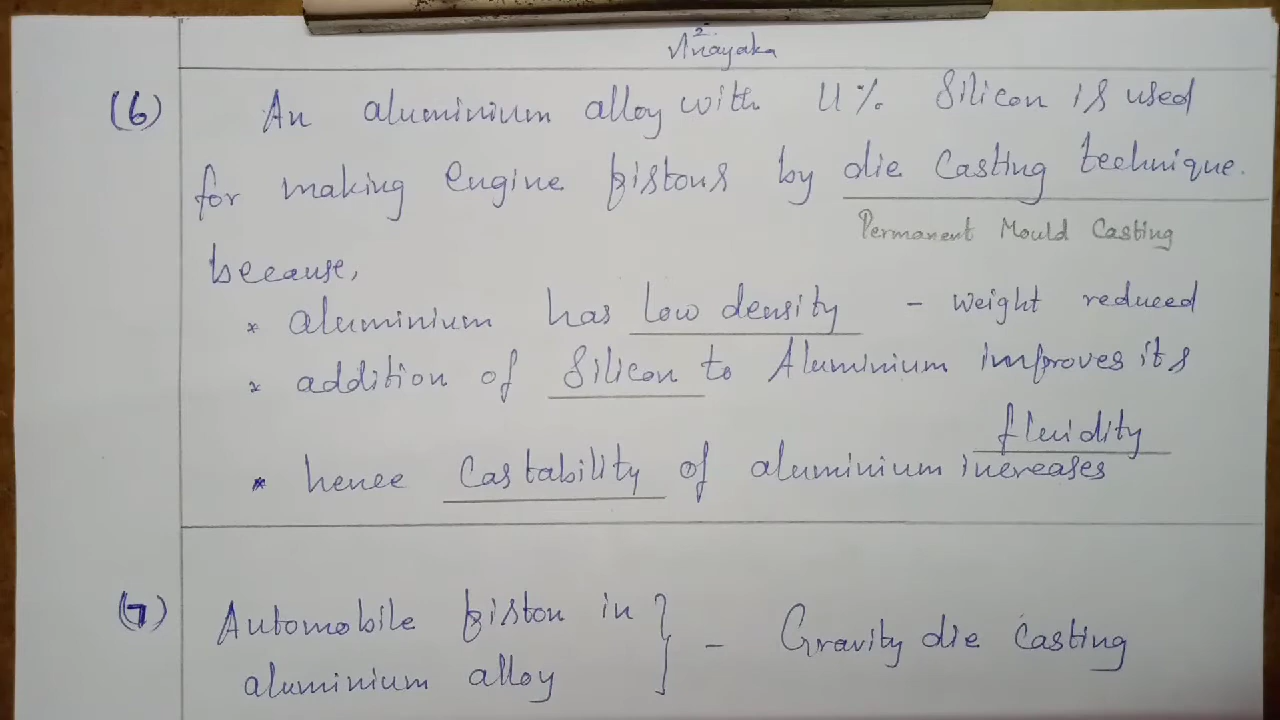 2
Vinayaka
(6) An aluminium alloy with 11% Silicon is used
for making engine pistons by die casting technique.
Permanent Mould Casting
because,
* aluminium has low density - weight reduced
* addition of Silicon to Aluminium improves its
fluidity
* hence Castability of aluminium increases
(7) Automobile piston in } - Gravity die casting
aluminium alloy